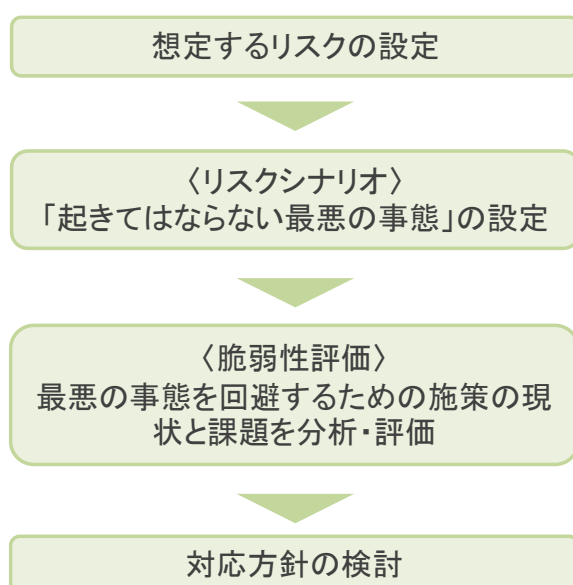 想定するリスクの設定
〈リスクシナリオ〉
「起きてはならない最悪の事態」の設定
〈脆弱性評価〉
最悪の事態を回避するための施策の現
状と課題を分析・評価
対応方針の検討